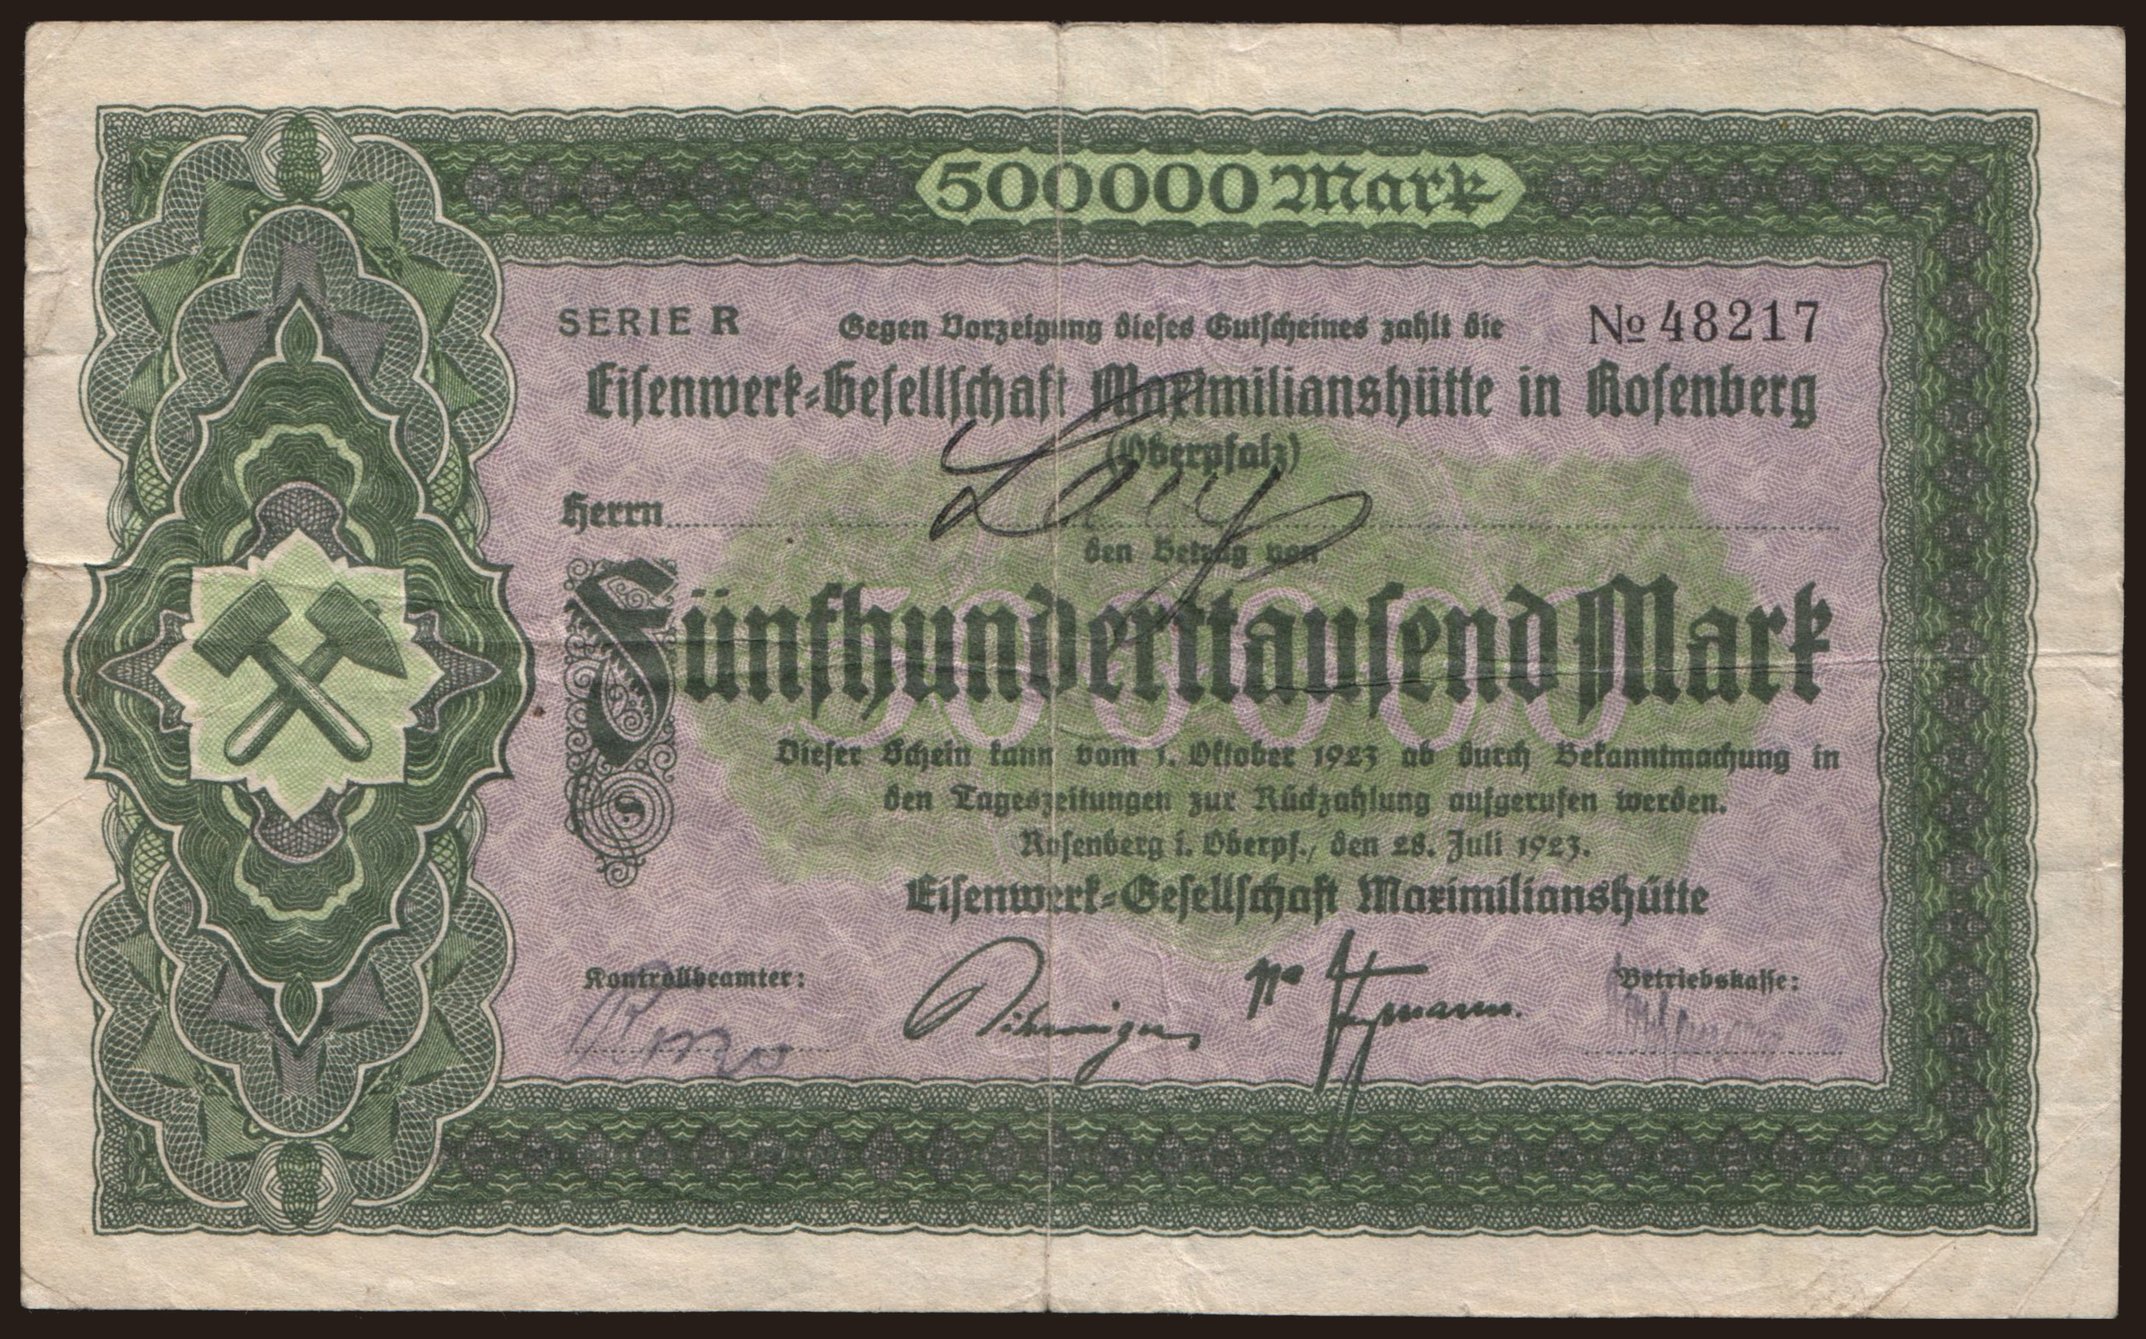 500000 Mark
SERIE R
Gegen Vorzeigung dieses Gutscheines zahlt die
No 48217
Eisenwerk=Gesellschaft Maximilianshütte in Rosenberg
(Oberpfalz)
Herrn
den Betrag von
Fünfhunderttausend Mark
500000
Dieser Schein kann vom 1. Oktober 1923 ab durch Bekanntmachung in
den Tageszeitungen zur Rückzahlung aufgerufen werden.
Rosenberg i. Oberpf., den 28. Juli 1923.
Eisenwerk=Gesellschaft Maximilianshütte
Kontrollbeamter:
Betriebskasse: